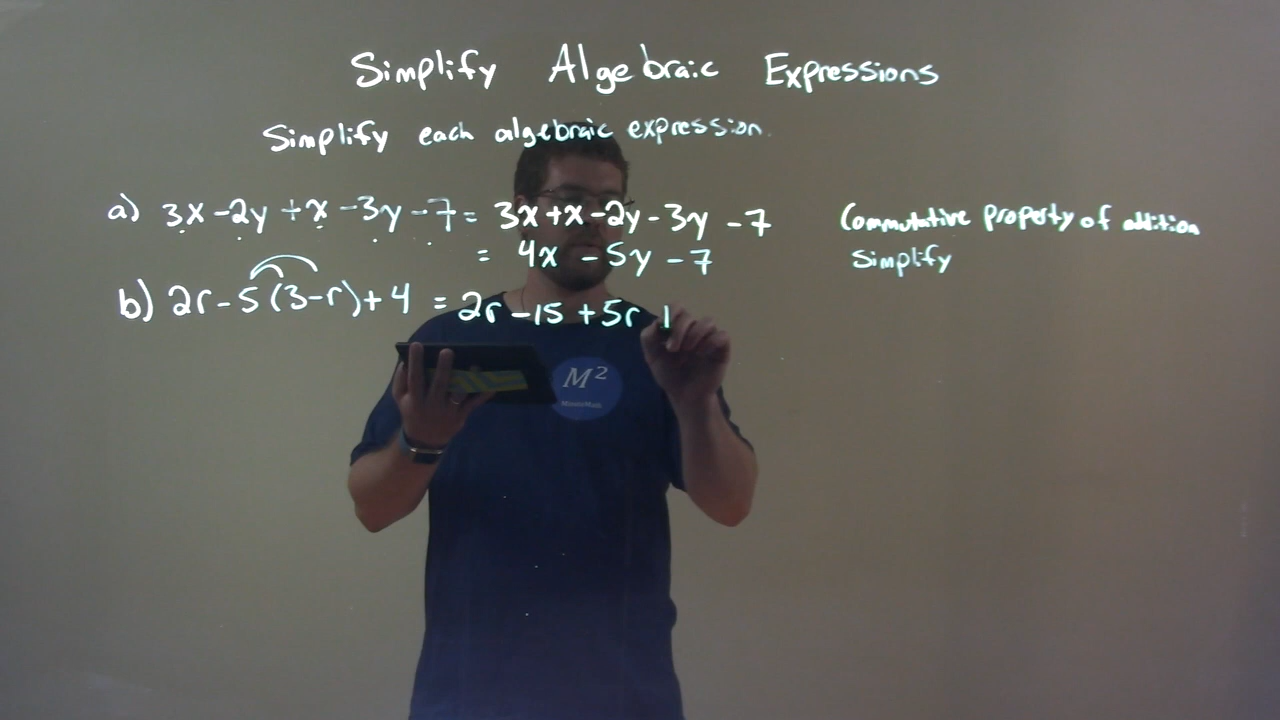 Simplify Algebraic Expressions
Simplify each algebraic expression.
a) 3x -2y +x -3y -7 = 3x+x-2y-3y -7 Commutative property of addition
= 4x -5y -7 Simplify
b) 2r - 5(3-r)+4 = 2r -15 +5r
M²
MinuteMath